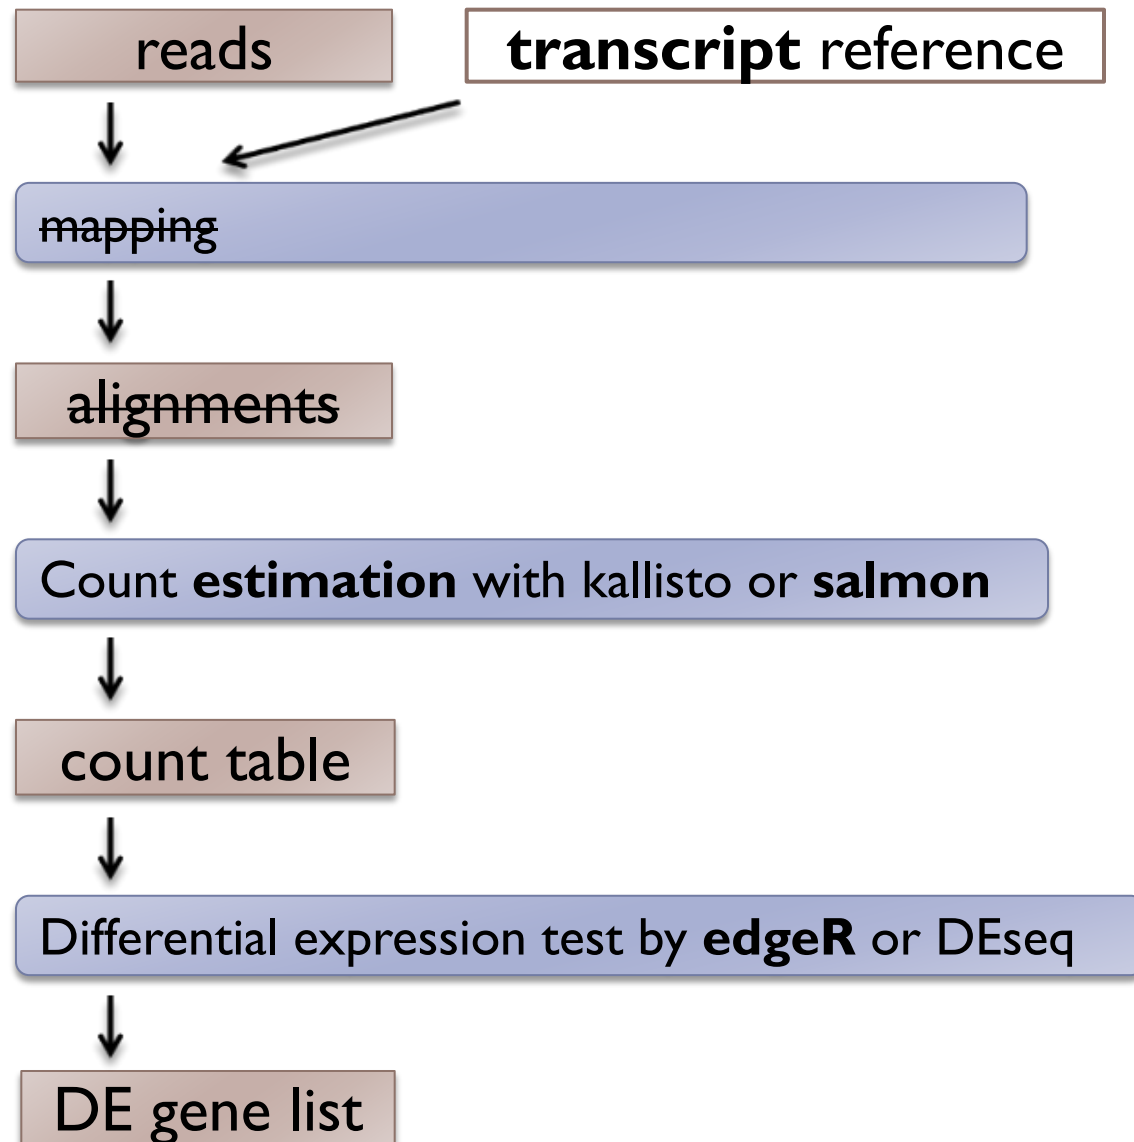 reads
transcript reference
mapping
alignments
Count estimation with kallisto or salmon
count table
Differential expression test by edgeR or DEseq
DE gene list